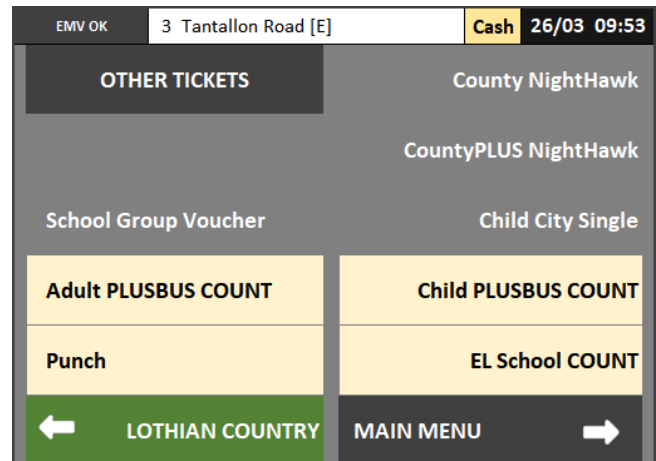 EMV OK 3 Tantallon Road [E] Cash 26/03 09:53
OTHER TICKETS County NightHawk
CountyPLUS NightHawk
School Group Voucher Child City Single
Adult PLUSBUS COUNT Child PLUSBUS COUNT
Punch EL School COUNT
LOTHIAN COUNTRY MAIN MENU